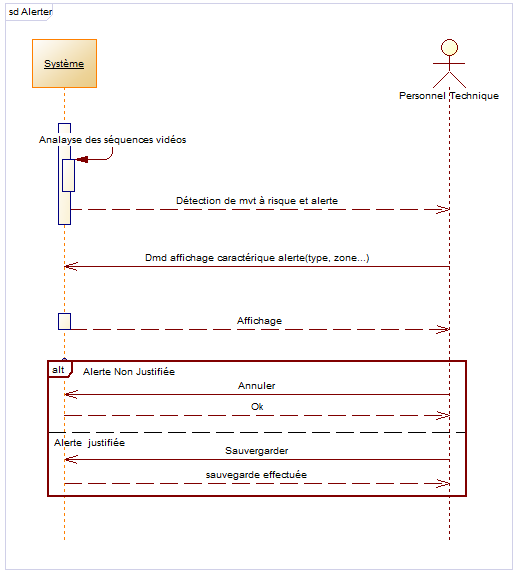 sd Alerter
Système
Personnel Technique
Analayse des séquences vidéos
Détection de mvt à risque et alerte
Dmd affichage caractérique alerte(type, zone...)
Affichage
alt
Alerte Non Justifiée
Annuler
Ok
Alerte justifiée
Sauvergarder
sauvegarde effectuée